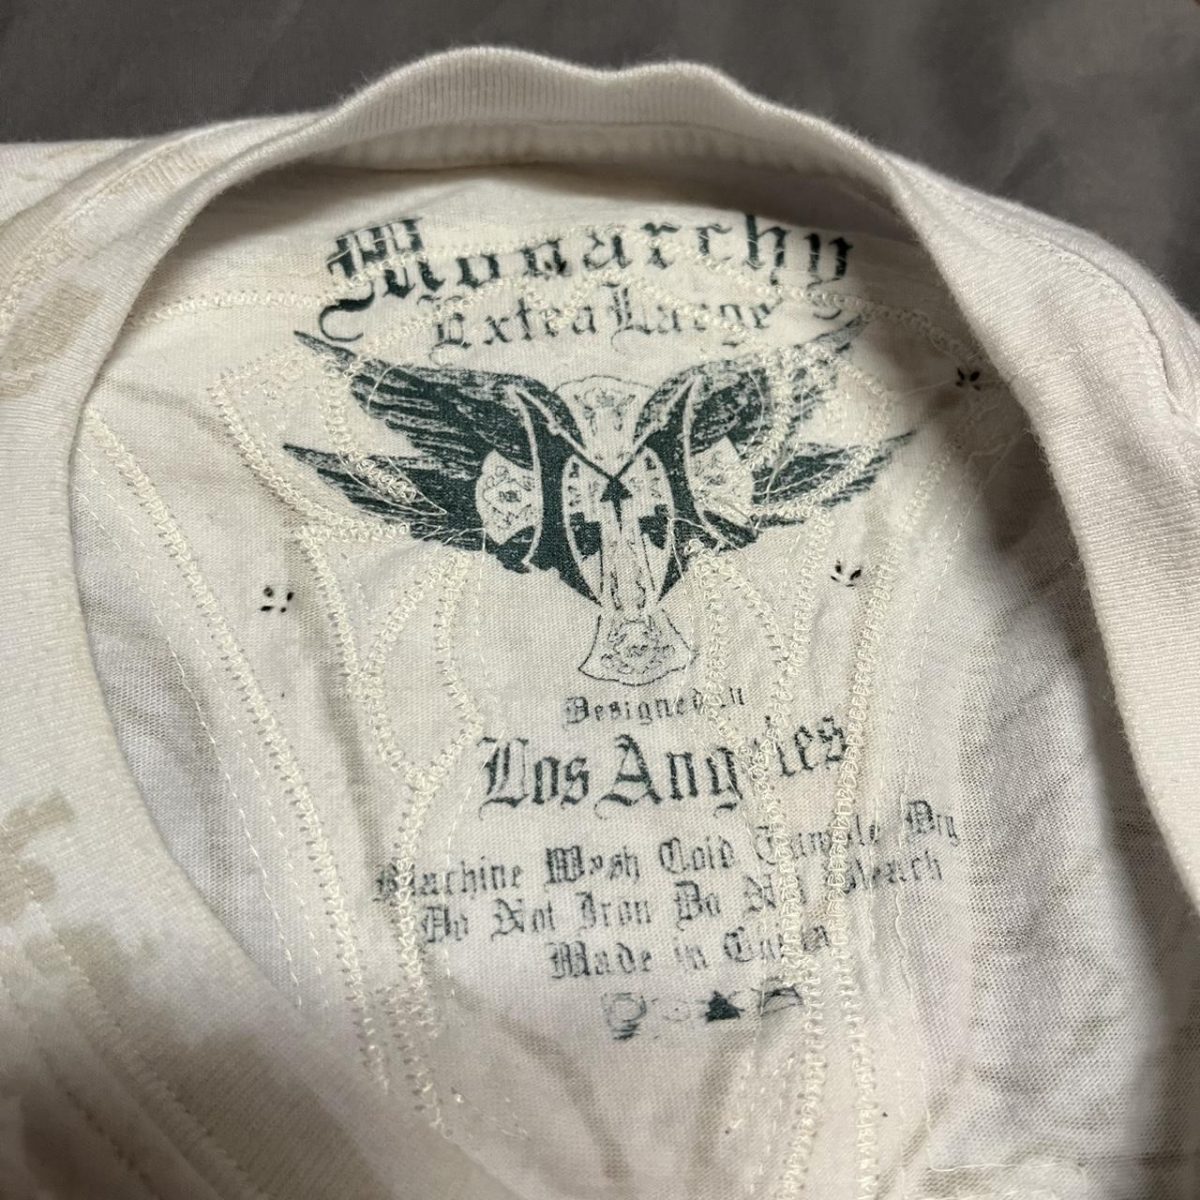 Monarchy
Extra Large
Designed in
Los Angeles
Machine Wash Cold Tumble Dry
Do Not Iron Do Not Bleach
Made in China